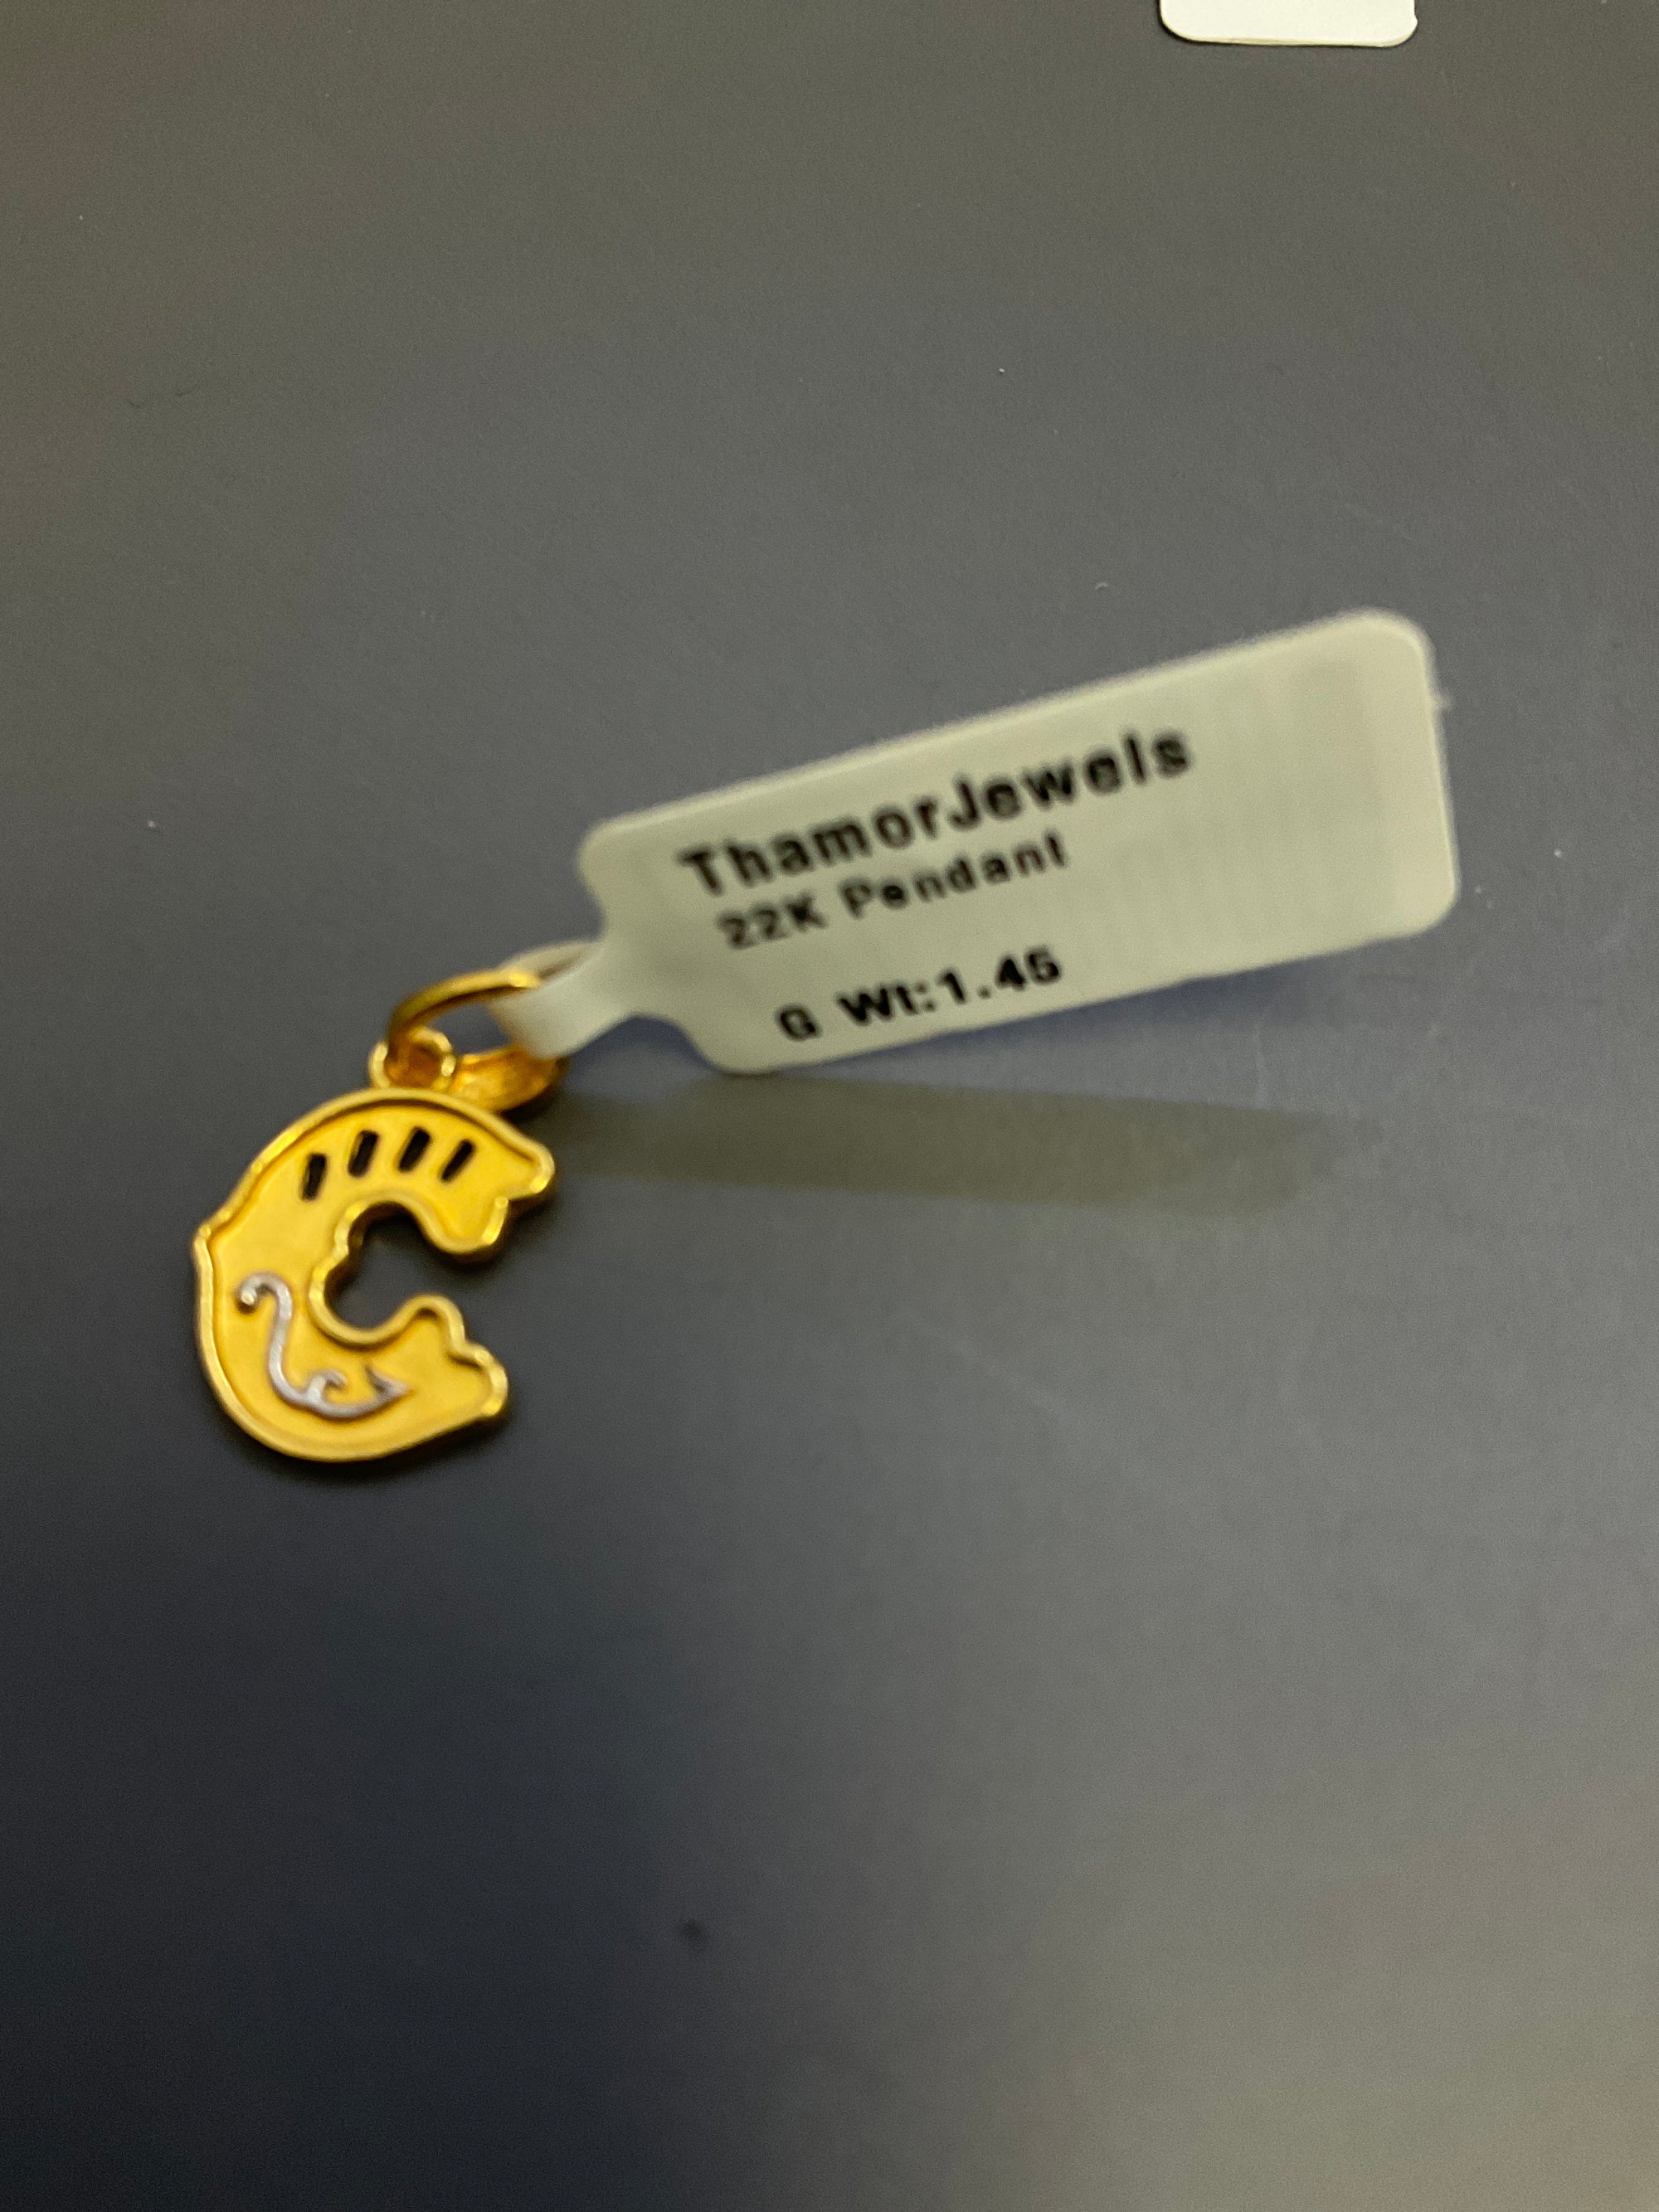 ThamorJewels
22K Pendant
G Wt:1.45